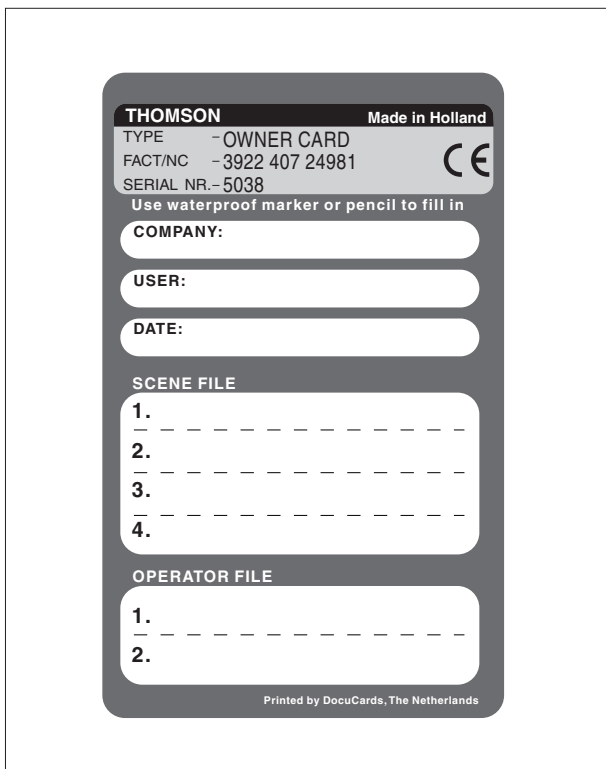 THOMSON Made in Holland
TYPE - OWNER CARD
FACT/NC - 3922 407 24981
SERIAL NR. - 5038
Use waterproof marker or pencil to fill in
COMPANY:
USER:
DATE:
SCENE FILE
1.
2.
3.
4.
OPERATOR FILE
1.
2.
Printed by DocuCards, The Netherlands